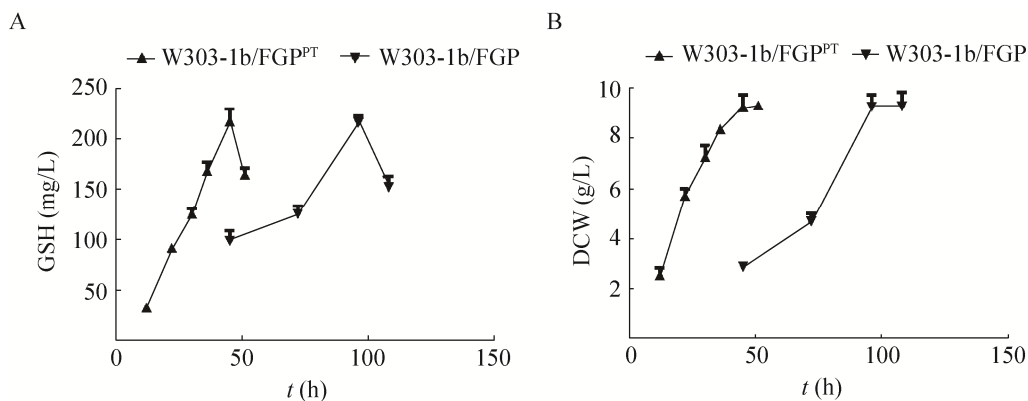 A
W303-1b/FGP^PT W303-1b/FGP
250
200
150
100
50
GSH (mg/L)
0 50 100 150
t (h)
B
W303-1b/FGP^PT W303-1b/FGP
10
8
6
4
2
DCW (g/L)
0 50 100 150
t (h)